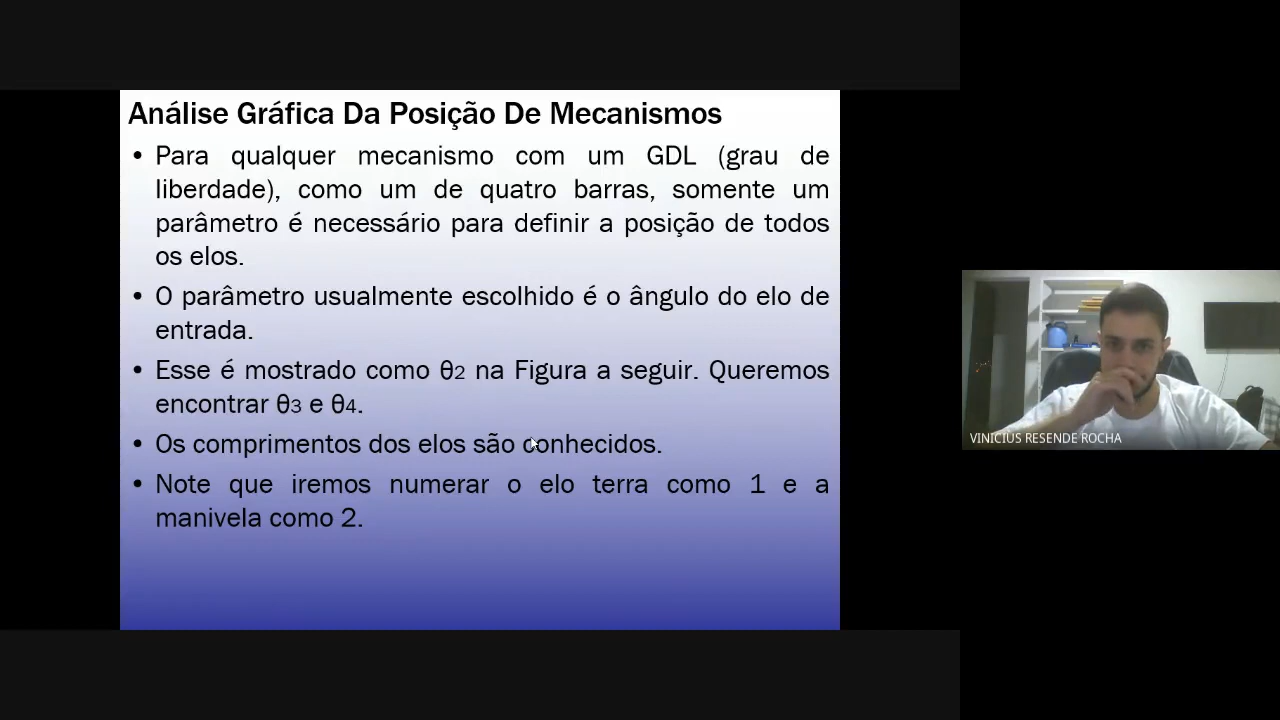 Análise Gráfica Da Posição De Mecanismos
• Para qualquer mecanismo com um GDL (grau de
liberdade), como um de quatro barras, somente um
parâmetro é necessário para definir a posição de todos
os elos.
• O parâmetro usualmente escolhido é o ângulo do elo de
entrada.
• Esse é mostrado como θ2 na Figura a seguir. Queremos
encontrar θ3 e θ4.
• Os comprimentos dos elos são conhecidos.
• Note que iremos numerar o elo terra como 1 e a
manivela como 2.
VINICIUS RESENDE ROCHA